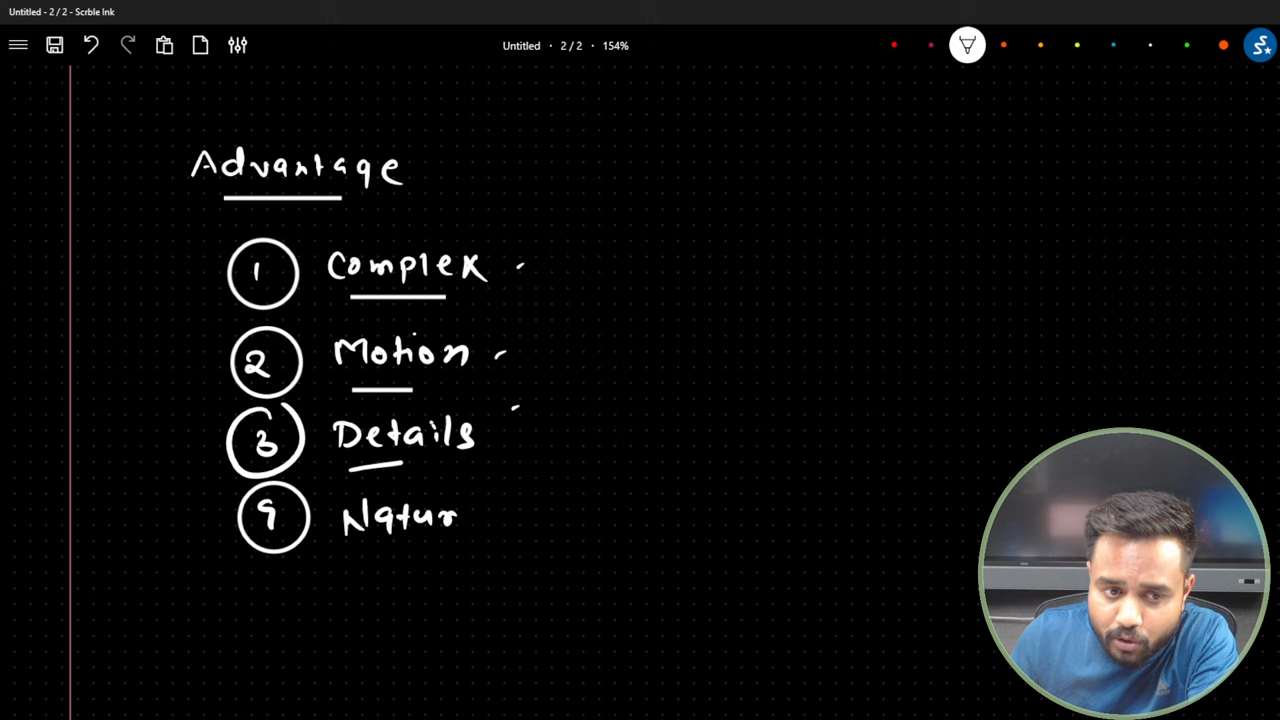 Untitled - 2 / 2 - Scrble Ink
Untitled · 2 / 2 · 154%
Advantage
1 Complex
2 Motion
3 Details
4 Natur